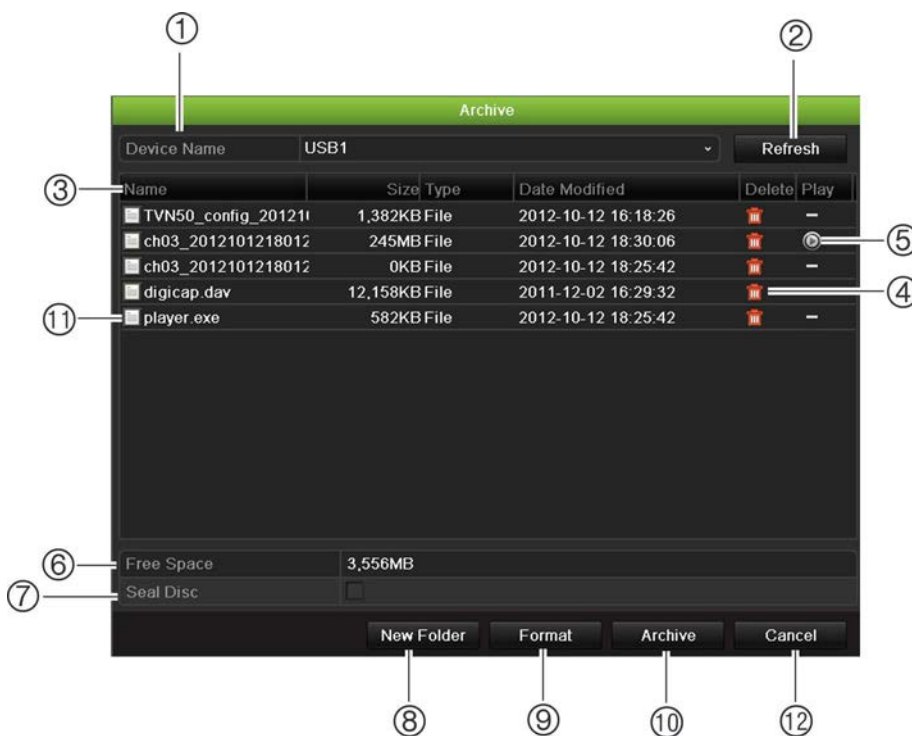 ① ②
Archive
Device Name USB1 Refresh
③ Name Size Type Date Modified Delete Play
TVN50_config_20121 1,382KB File 2012-10-12 16:18:26 –
ch03_2012101218012 245MB File 2012-10-12 18:30:06 ⑤
ch03_2012101218012 0KB File 2012-10-12 18:25:42 –
digicap.dav 12,158KB File 2011-12-02 16:29:32 ④
⑪ player.exe 582KB File 2012-10-12 18:25:42 –
⑥ Free Space 3,556MB
⑦ Seal Disc
New Folder Format Archive Cancel
⑧ ⑨ ⑩ ⑫